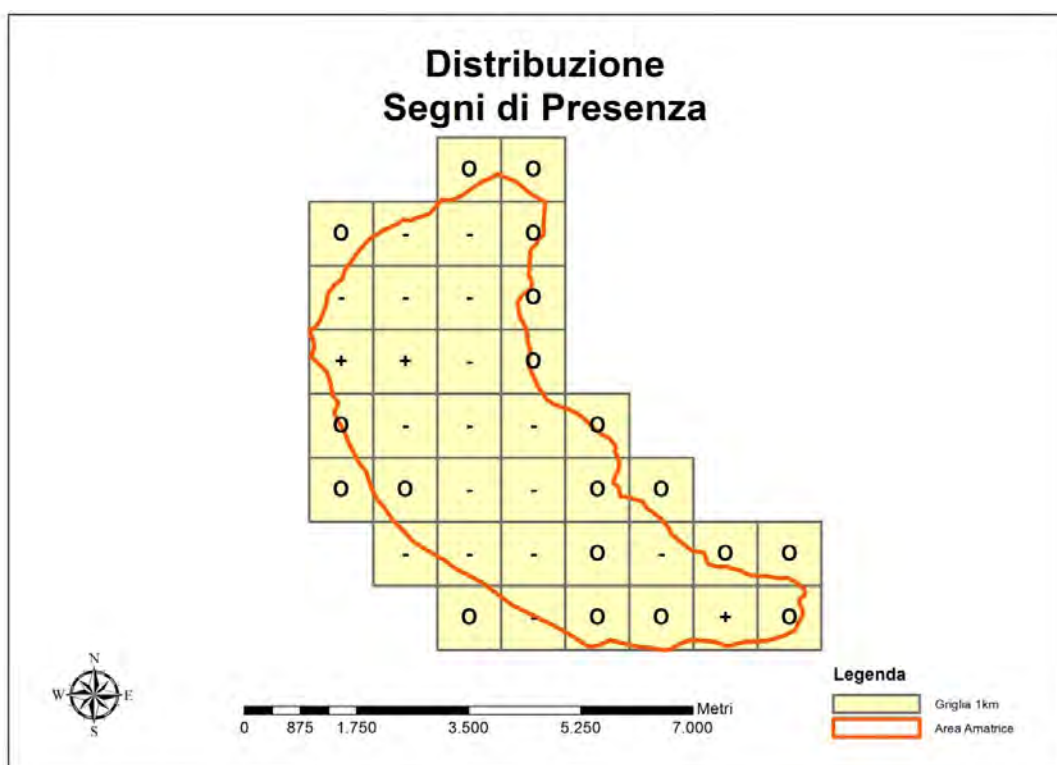 Distribuzione
Segni di Presenza
O O
O - - O
- - - O
+ + - O
O - - - O
O O - - O O
- - - O - O O
O - O O + O
N
W E
S
Metri
0 875 1.750 3.500 5.250 7.000
Legenda
Griglia 1km
Area Amatrice